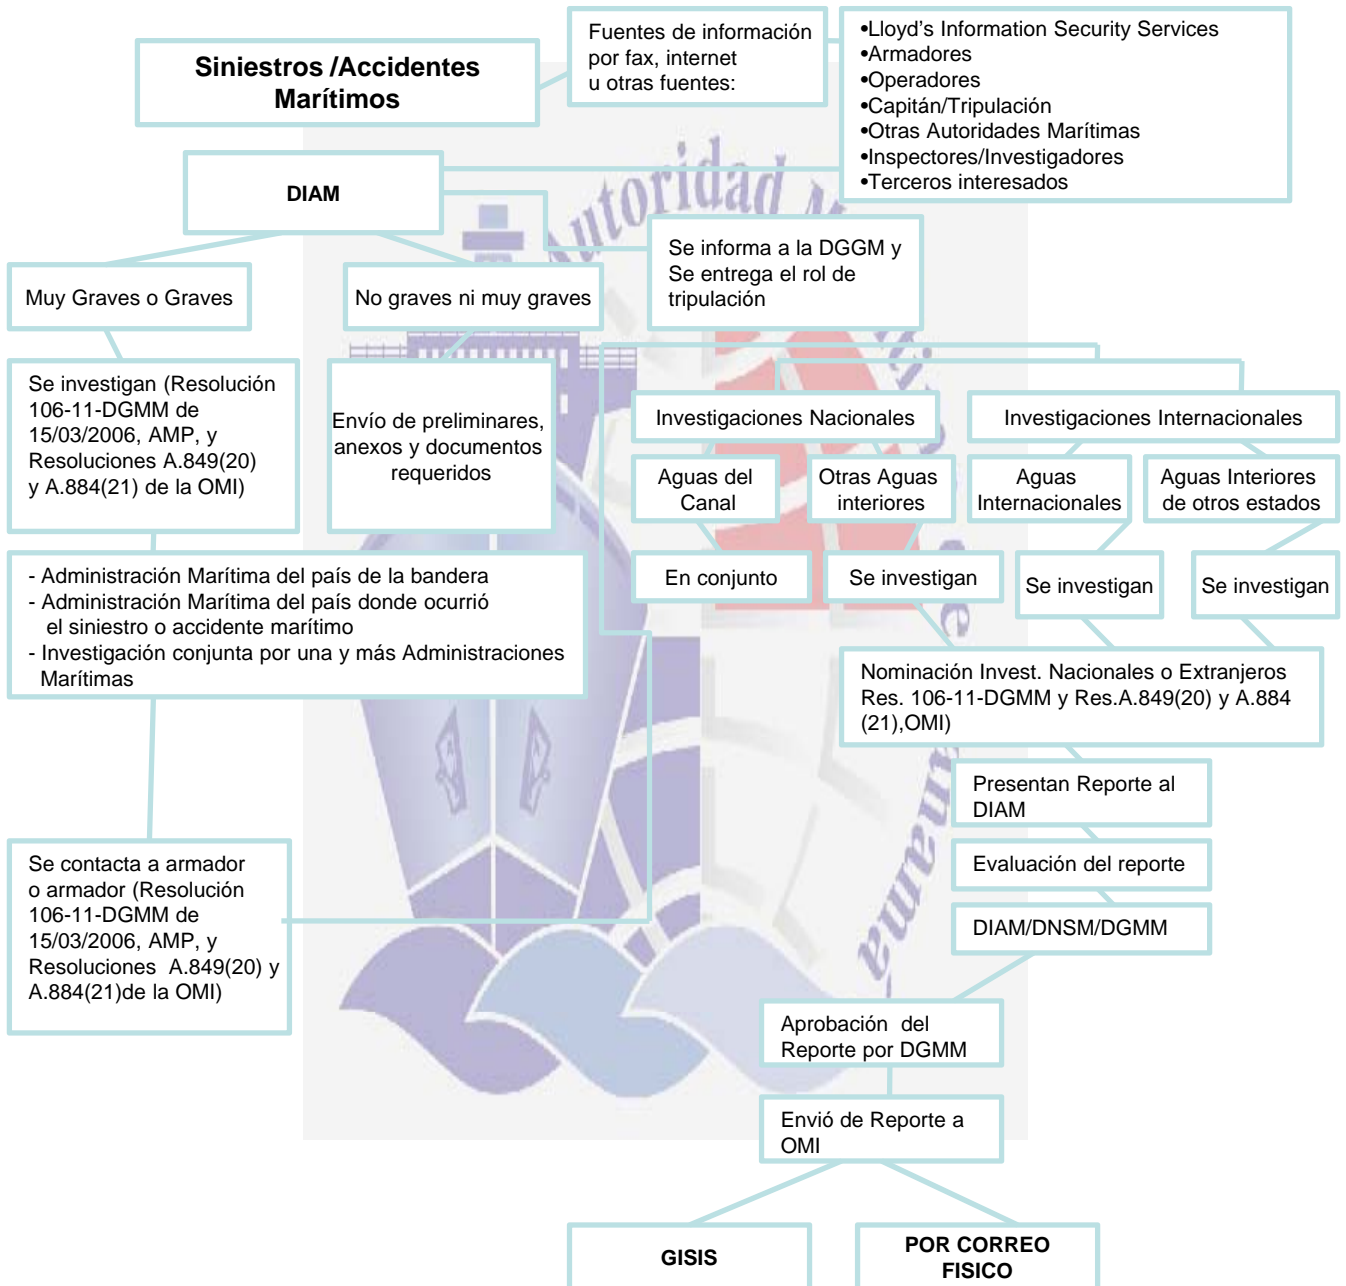 Siniestros /Accidentes
Marítimos
Fuentes de información
por fax, internet
u otras fuentes:
•Lloyd's Information Security Services
•Armadores
•Operadores
•Capitán/Tripulación
•Otras Autoridades Marítimas
•Inspectores/Investigadores
•Terceros interesados
DIAM
Se informa a la DGGM y
Se entrega el rol de
tripulación
Muy Graves o Graves
No graves ni muy graves
Se investigan (Resolución
106-11-DGMM de
15/03/2006, AMP, y
Resoluciones A.849(20)
y A.884(21) de la OMI)
Envío de preliminares,
anexos y documentos
requeridos
Investigaciones Nacionales
Investigaciones Internacionales
Aguas del
Canal
Otras Aguas
interiores
Aguas
Internacionales
Aguas Interiores
de otros estados
En conjunto
Se investigan
Se investigan
Se investigan
- Administración Marítima del país de la bandera
- Administración Marítima del país donde ocurrió
el siniestro o accidente marítimo
- Investigación conjunta por una y más Administraciones
Marítimas
Nominación Invest. Nacionales o Extranjeros
Res. 106-11-DGMM y Res.A.849(20) y A.884
(21),OMI)
Presentan Reporte al
DIAM
Evaluación del reporte
DIAM/DNSM/DGMM
Se contacta a armador
o armador (Resolución
106-11-DGMM de
15/03/2006, AMP, y
Resoluciones A.849(20) y
A.884(21)de la OMI)
Aprobación del
Reporte por DGMM
Envió de Reporte a
OMI
GISIS
POR CORREO
FISICO
Autoridad